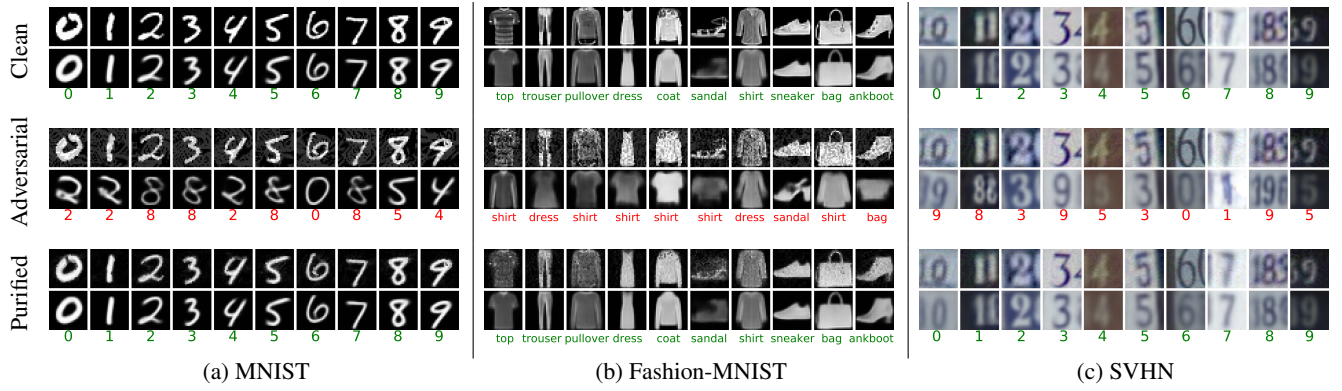 Clean
0 1 2 3 4 5 6 7 8 9
top trouser pullover dress coat sandal shirt sneaker bag ankboot
0 1 2 3 4 5 6 7 8 9
Adversarial
2 2 8 8 2 8 0 8 5 4
shirt dress shirt shirt shirt shirt dress sandal shirt bag
9 8 3 9 5 3 0 1 9 5
Purified
0 1 2 3 4 5 6 7 8 9
top trouser pullover dress coat sandal shirt sneaker bag ankboot
0 1 2 3 4 5 6 7 8 9
(a) MNIST
(b) Fashion-MNIST
(c) SVHN